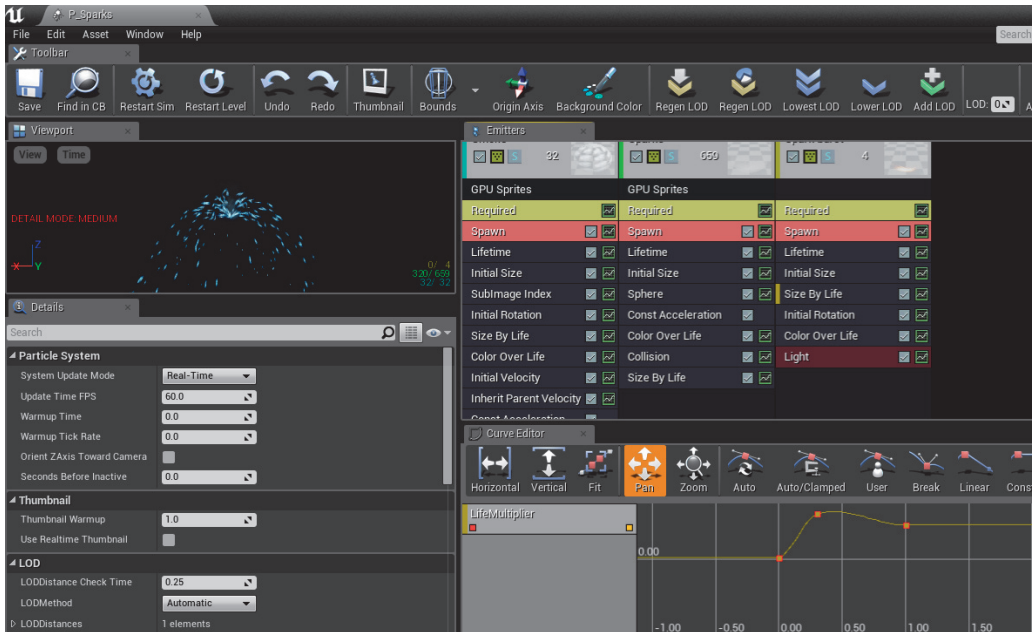 P_Sparks
File Edit Asset Window Help
Search
Toolbar
Save Find in CB Restart Sim Restart Level Undo Redo Thumbnail Bounds Origin Axis Background Color Regen LOD Regen LOD Lowest LOD Lower LOD Add LOD LOD: 0
Viewport
View Time
DETAIL MODE: MEDIUM
Z
X Y
0/ 4
320/ 659
32/ 32
Details
Search
Particle System
System Update Mode Real-Time
Update Time FPS 60.0
Warmup Time 0.0
Warmup Tick Rate 0.0
Orient ZAxis Toward Camera
Seconds Before Inactive 0.0
Thumbnail
Thumbnail Warmup 1.0
Use Realtime Thumbnail
LOD
LODDistance Check Time 0.25
LODMethod Automatic
LODDistances 1 elements
Emitters
S 32 S 659 S 4
GPU Sprites GPU Sprites
Required Required Required
Spawn Spawn Spawn
Lifetime Lifetime Lifetime
Initial Size Initial Size Initial Size
SubImage Index Sphere Size By Life
Initial Rotation Const Acceleration Initial Rotation
Size By Life Color Over Life Color Over Life
Color Over Life Collision Light
Initial Velocity Size By Life
Inherit Parent Velocity
Const Acceleration
Curve Editor
Horizontal Vertical Fit Pan Zoom Auto Auto/Clamped User Break Linear Cons
LifeMultiplier
0.00
-1.00 -0.50 0.00 0.50 1.00 1.50